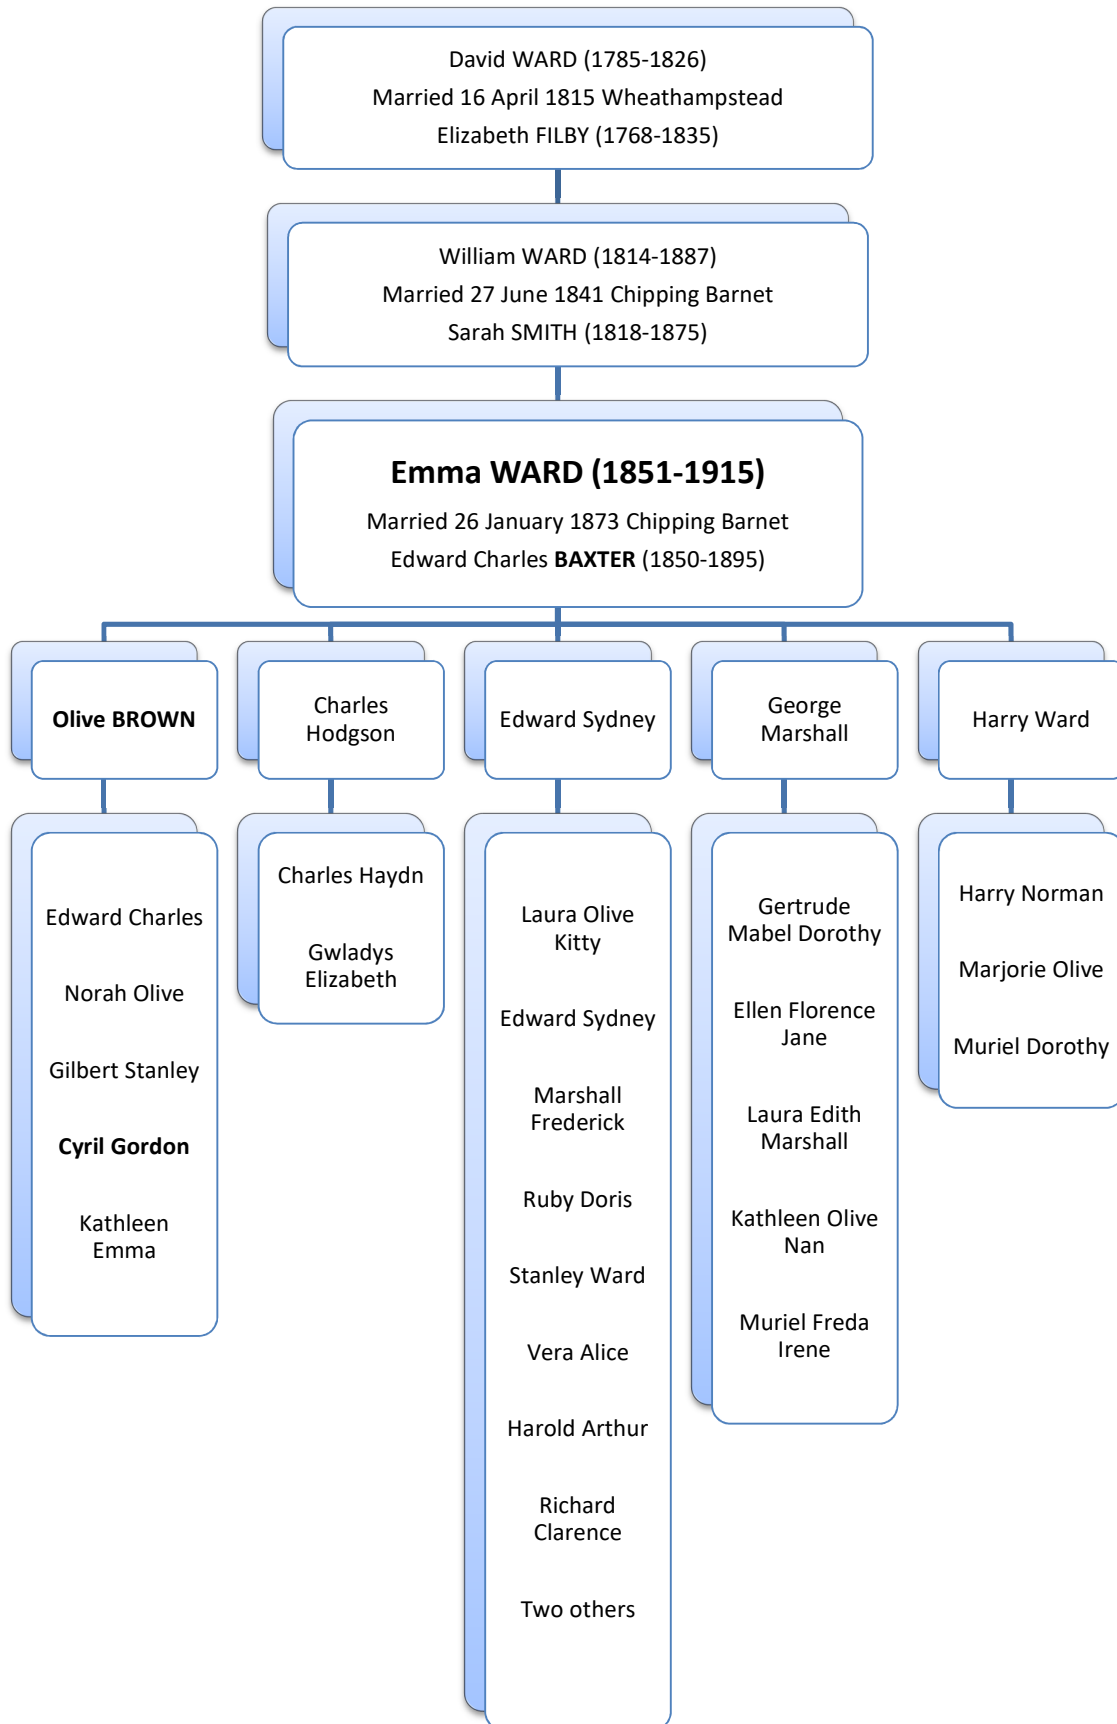 David WARD (1785-1826)
Married 16 April 1815 Wheathampstead
Elizabeth FILBY (1768-1835)
William WARD (1814-1887)
Married 27 June 1841 Chipping Barnet
Sarah SMITH (1818-1875)
Emma WARD (1851-1915)
Married 26 January 1873 Chipping Barnet
Edward Charles BAXTER (1850-1895)
Olive BROWN
Charles
Hodgson
Edward Sydney
George
Marshall
Harry Ward
Edward Charles
Norah Olive
Gilbert Stanley
Cyril Gordon
Kathleen
Emma
Charles Haydn
Gwladys
Elizabeth
Laura Olive
Kitty
Edward Sydney
Marshall
Frederick
Ruby Doris
Stanley Ward
Vera Alice
Harold Arthur
Richard
Clarence
Two others
Gertrude
Mabel Dorothy
Ellen Florence
Jane
Laura Edith
Marshall
Kathleen Olive
Nan
Muriel Freda
Irene
Harry Norman
Marjorie Olive
Muriel Dorothy